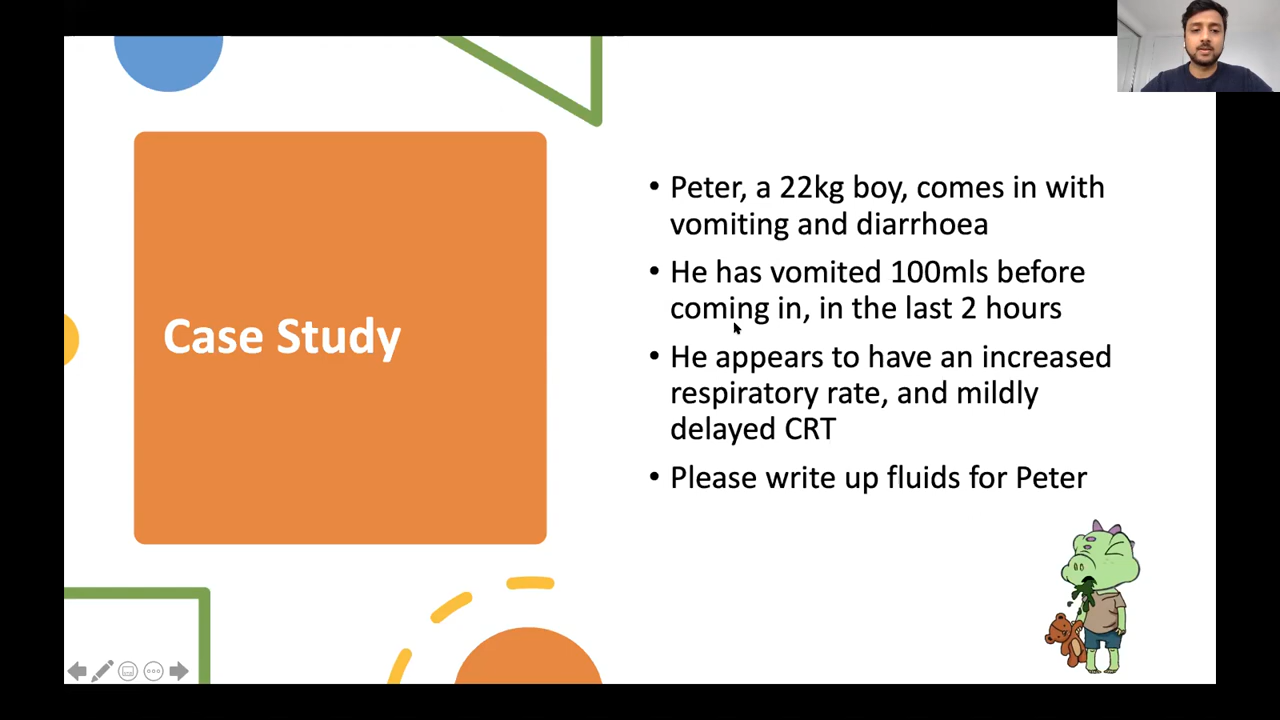 Case Study
• Peter, a 22kg boy, comes in with
vomiting and diarrhoea
• He has vomited 100mls before
coming in, in the last 2 hours
• He appears to have an increased
respiratory rate, and mildly
delayed CRT
• Please write up fluids for Peter